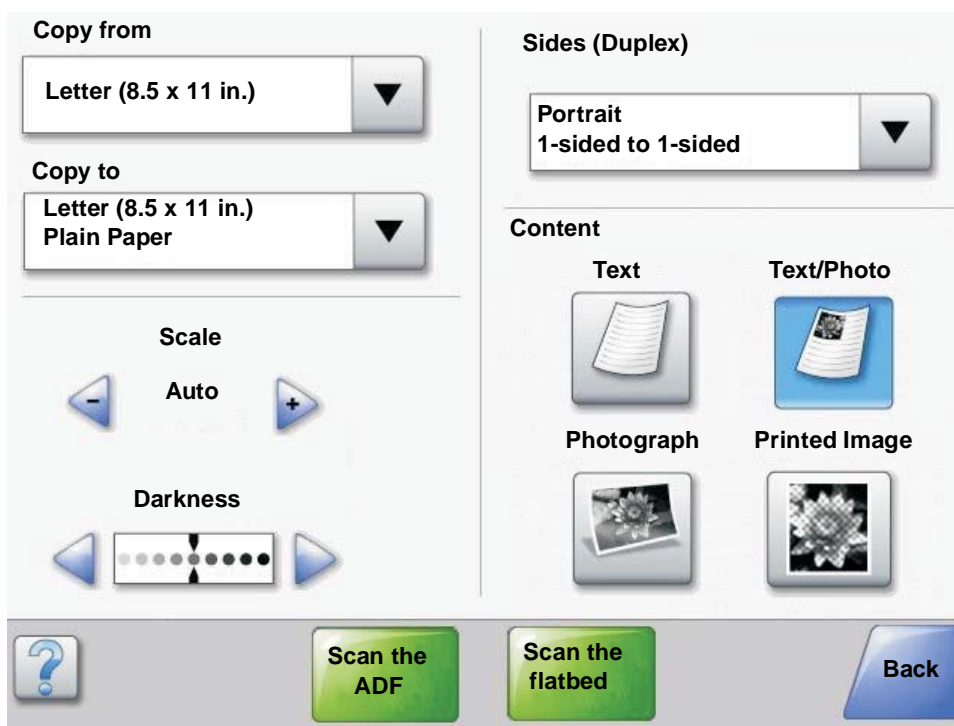 Copy from
Letter (8.5 x 11 in.)
Copy to
Letter (8.5 x 11 in.)
Plain Paper
Scale
Auto
Darkness
Sides (Duplex)
Portrait
1-sided to 1-sided
Content
Text
Text/Photo
Photograph
Printed Image
?
Scan the
ADF
Scan the
flatbed
Back